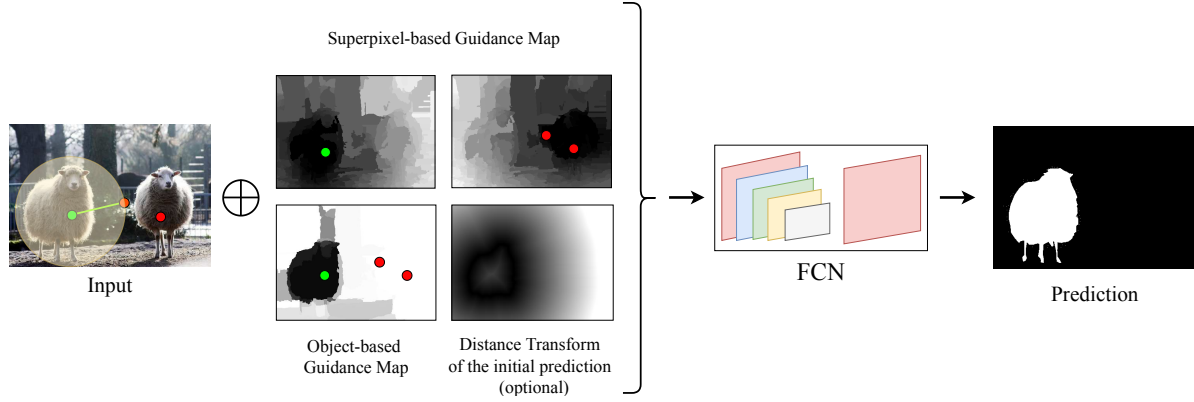 Superpixel-based Guidance Map
Input
Object-based
Guidance Map
Distance Transform
of the initial prediction
(optional)
FCN
Prediction